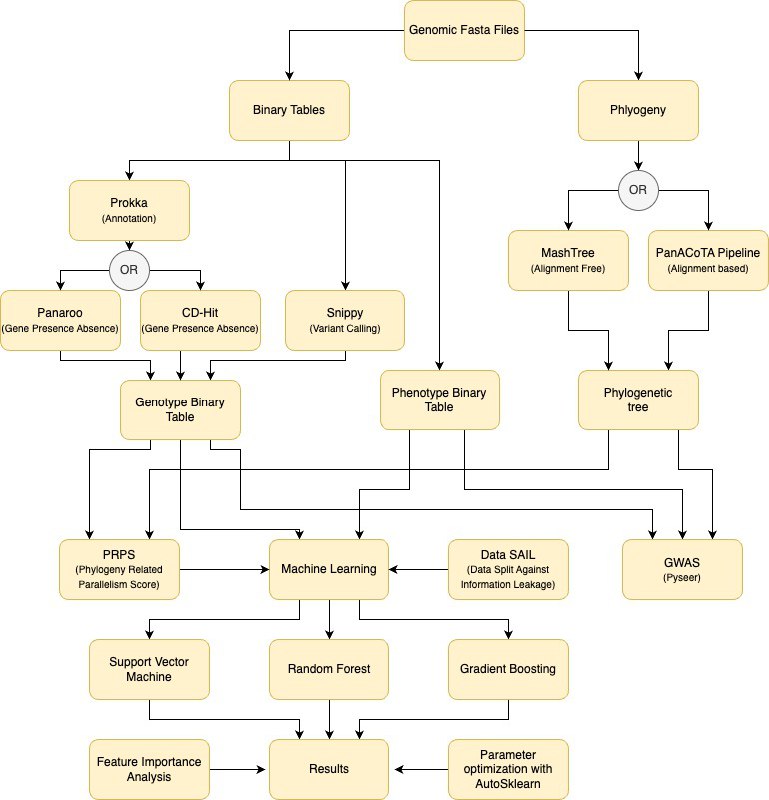 Genomic Fasta Files
Binary Tables
Phlyogeny
Prokka
(Annotation)
OR
MashTree
(Alignment Free)
PanACoTA Pipeline
(Alignment based)
OR
Panaroo
(Gene Presence Absence)
CD-Hit
(Gene Presence Absence)
Snippy
(Variant Calling)
Genotype Binary
Table
Phenotype Binary
Table
Phylogenetic
tree
PRPS
(Phylogeny Related
Parallelism Score)
Machine Learning
Data SAIL
(Data Split Against
Information Leakage)
GWAS
(Pyseer)
Support Vector
Machine
Random Forest
Gradient Boosting
Feature Importance
Analysis
Results
Parameter
optimization with
AutoSklearn